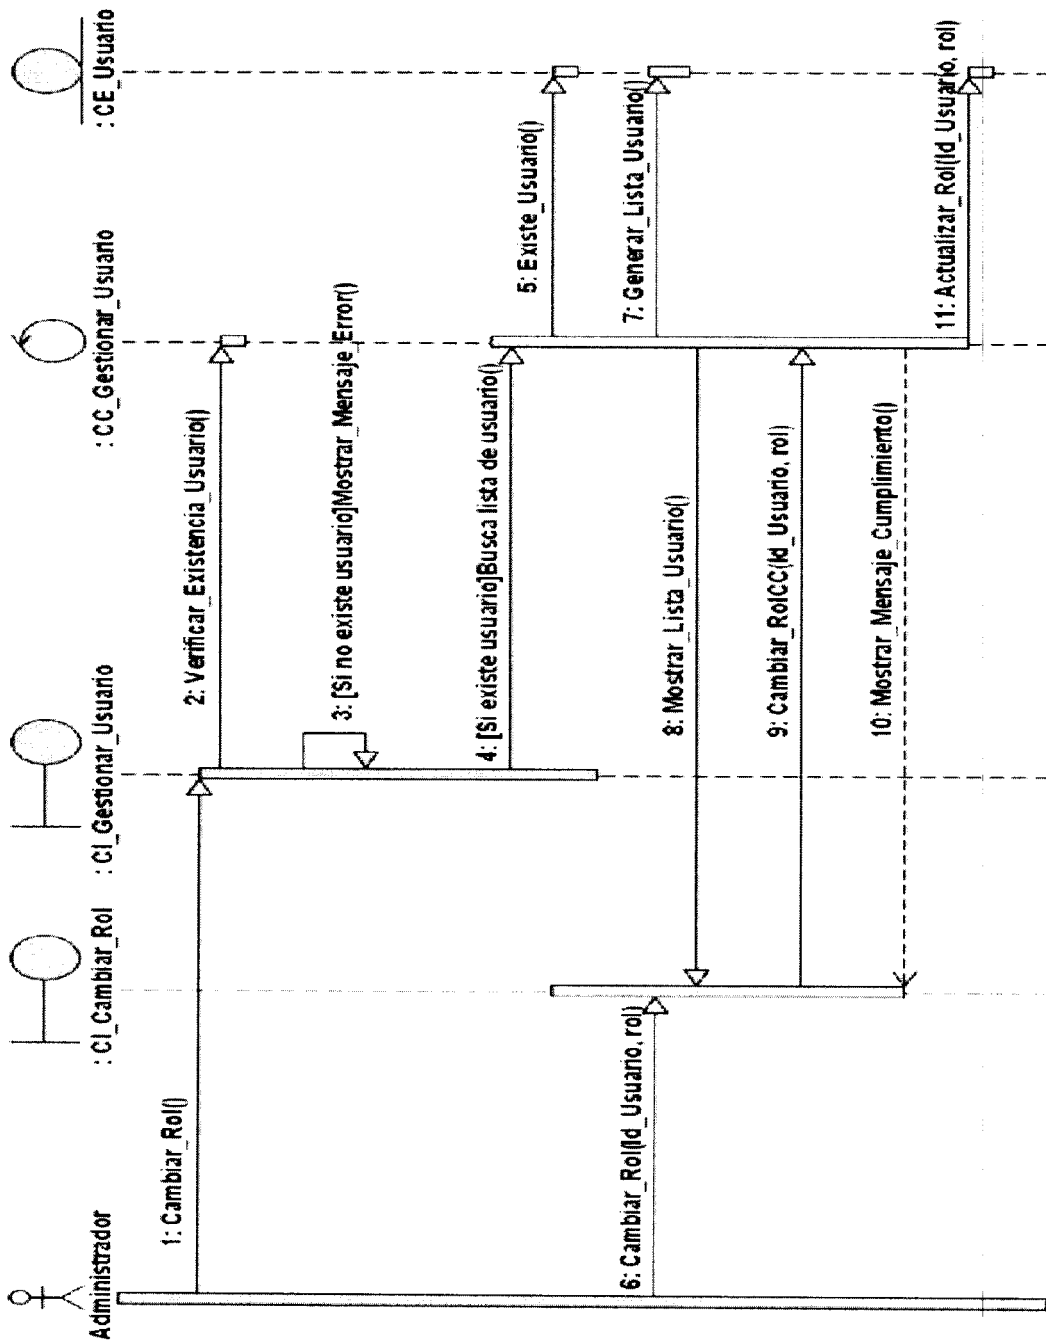 Administrador
: CI_Cambiar_Rol
: CI_Gestionar_Usuario
: CC_Gestionar_Usuario
: CE_Usuario
1: Cambiar_Rol()
2: Verificar_Existencia_Usuario()
3: [Si no existe usuario]Mostrar_Mensaje_Error()
4: [Si existe usuario]Busca lista de usuario()
5: Existe_Usuario()
6: Cambiar_Rol(Id_Usuario, rol)
7: Generar_Lista_Usuario()
8: Mostrar_Lista_Usuario()
9: Cambiar_RolCC(Id_Usuario, rol)
10: Mostrar_Mensaje_Cumplimiento()
11: Actualizar_Rol(Id_Usuario, rol)